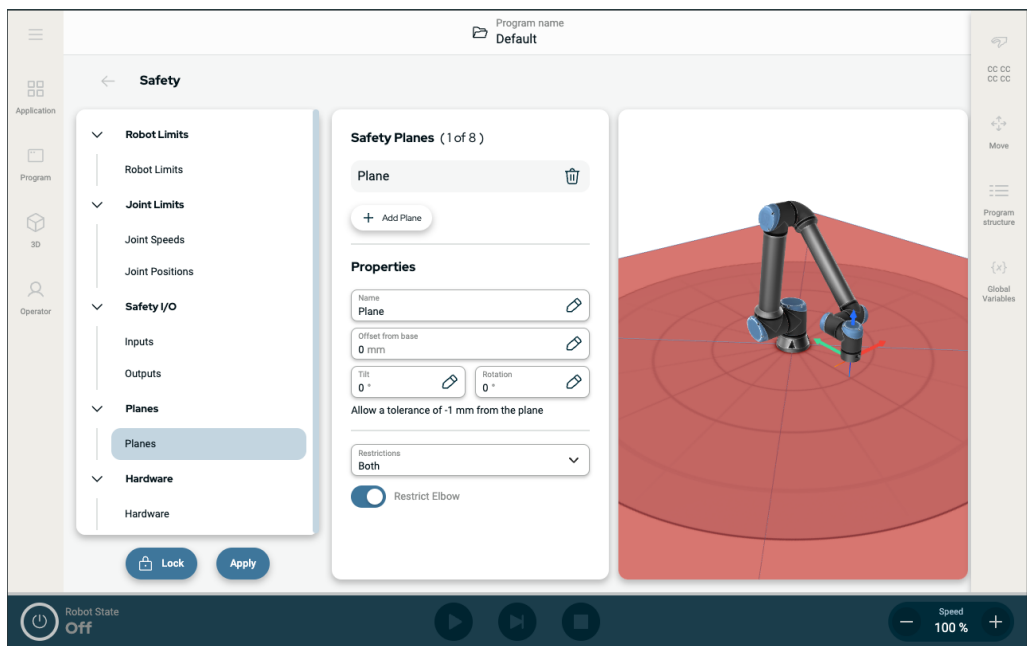 Program name
Default
Application
Program
3D
Operator
Safety
Robot Limits
Robot Limits
Joint Limits
Joint Speeds
Joint Positions
Safety I/O
Inputs
Outputs
Planes
Planes
Hardware
Hardware
Lock
Apply
Safety Planes (1 of 8)
Plane
+ Add Plane
Properties
Name
Plane
Offset from base
0 mm
Tilt
0 °
Rotation
0 °
Allow a tolerance of -1 mm from the plane
Restrictions
Both
Restrict Elbow
CC CC
CC CC
Move
Program
structure
{x}
Global
Variables
Robot State
Off
Speed
100 %